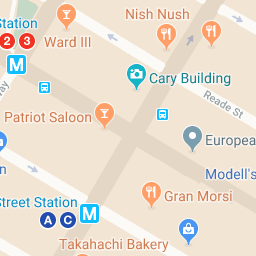 Nish Nush
Station
Ward III
2 3
M
Cary Building
Reade St
Patriot Saloon
European
Modell's
Gran Morsi
Street Station
A C
M
Takahachi Bakery